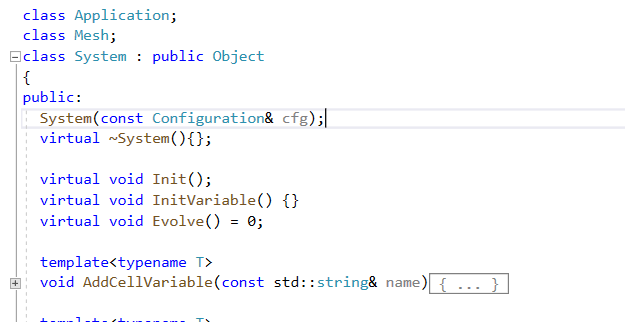 class Application;
class Mesh;
class System : public Object
{
public:
System(const Configuration& cfg);
virtual ~System(){};
virtual void Init();
virtual void InitVariable() {}
virtual void Evolve() = 0;
template<typename T>
void AddCellVariable(const std::string& name){ ... }
template<typename T>